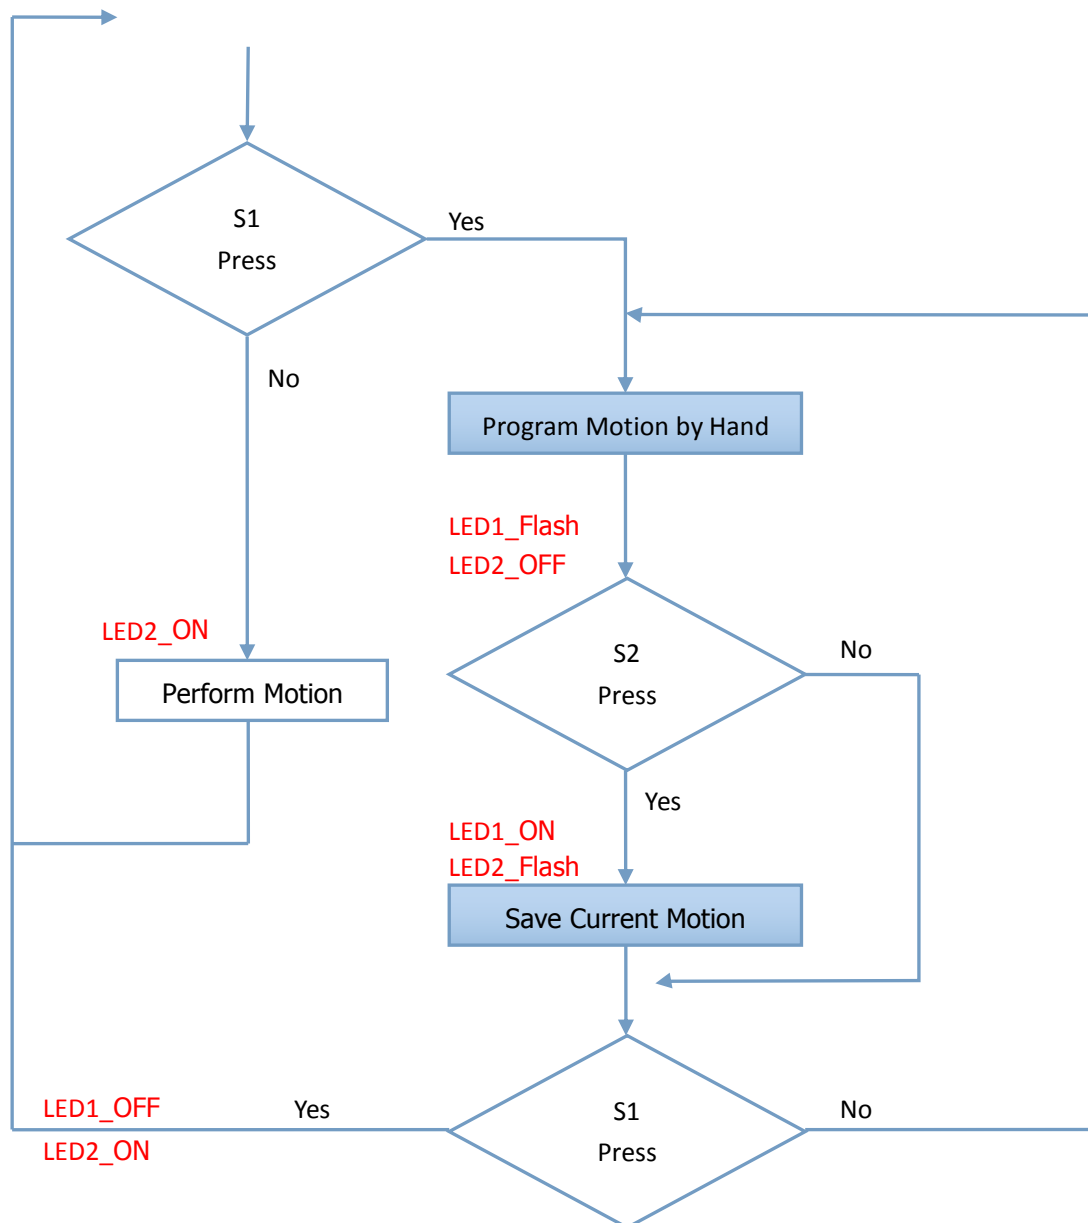 S1
Press
Yes
No
Program Motion by Hand
LED1_Flash
LED2_OFF
LED2_ON
Perform Motion
S2
Press
No
Yes
LED1_ON
LED2_Flash
Save Current Motion
LED1_OFF
LED2_ON
Yes
S1
Press
No